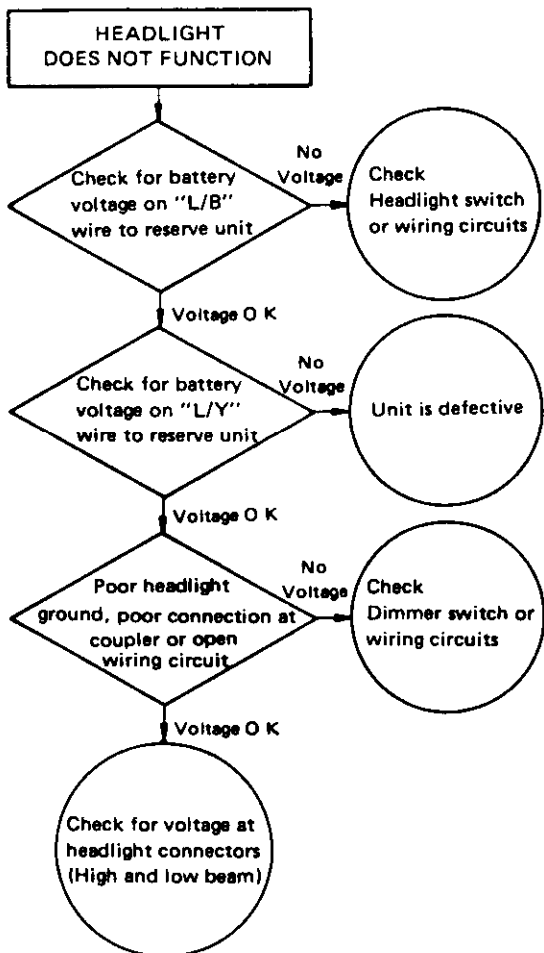 HEADLIGHT
DOES NOT FUNCTION
Check for battery
voltage on "L/B"
wire to reserve unit
No
Voltage
Check
Headlight switch
or wiring circuits
Voltage O K
Check for battery
voltage on "L/Y"
wire to reserve unit
No
Voltage
Unit is defective
Voltage O K
Poor headlight
ground, poor connection at
coupler or open
wiring circuit
No
Voltage
Check
Dimmer switch or
wiring circuits
Voltage O K
Check for voltage at
headlight connectors
(High and low beam)